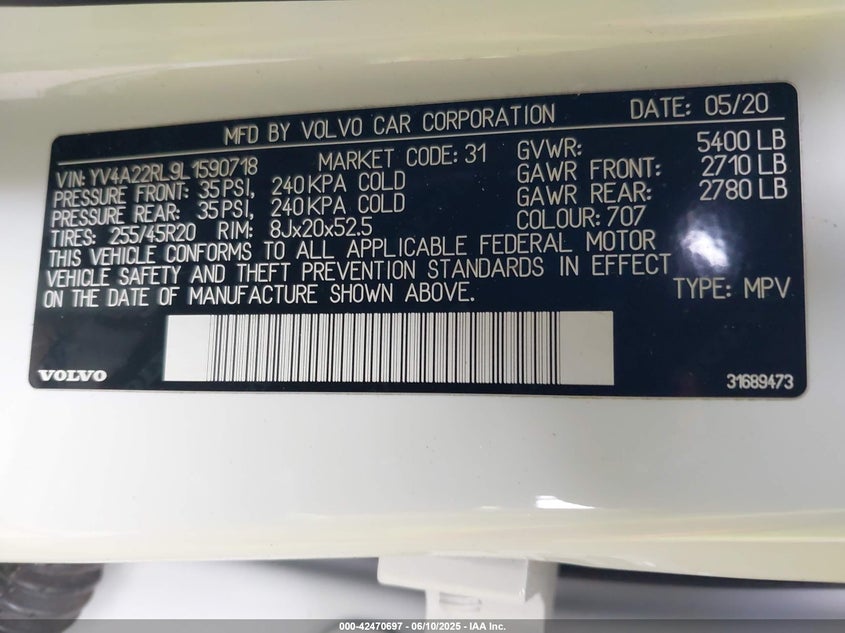 MFD BY VOLVO CAR CORPORATION DATE: 05/20
VIN: YV4A22RL9L1590718 MARKET CODE: 31 GVWR: 5400 LB
PRESSURE FRONT: 35 PSI, 240 KPA COLD GAWR FRONT: 2710 LB
PRESSURE REAR: 35 PSI, 240 KPA COLD GAWR REAR: 2780 LB
TIRES: 255/45R20 RIM: 8Jx20x52.5 COLOUR: 707
THIS VEHICLE CONFORMS TO ALL APPLICABLE FEDERAL MOTOR
VEHICLE SAFETY AND THEFT PREVENTION STANDARDS IN EFFECT
ON THE DATE OF MANUFACTURE SHOWN ABOVE. TYPE: MPV
VOLVO 31689473
000-42470697 - 06/10/2025 - IAA Inc.